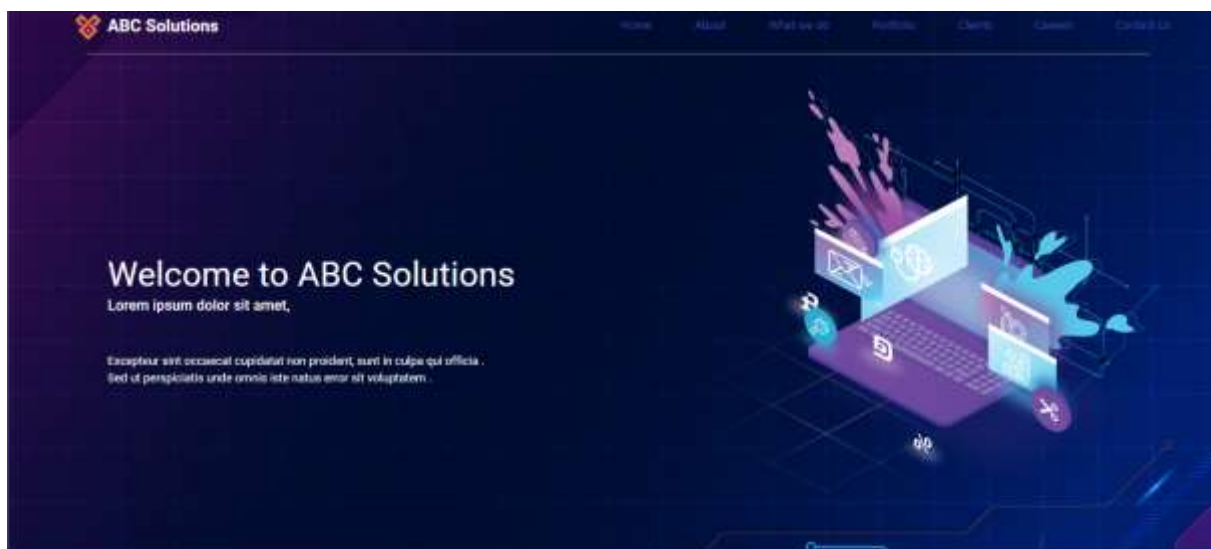 ABC Solutions
Home About What we do Portfolio Clients Careers Contact Us
Welcome to ABC Solutions
Lorem ipsum dolor sit amet,
Excepteur sint occaecat cupidatat non proident, sunt in culpa qui officia .
Sed ut perspiciatis unde omnis iste natus error sit voluptatem .